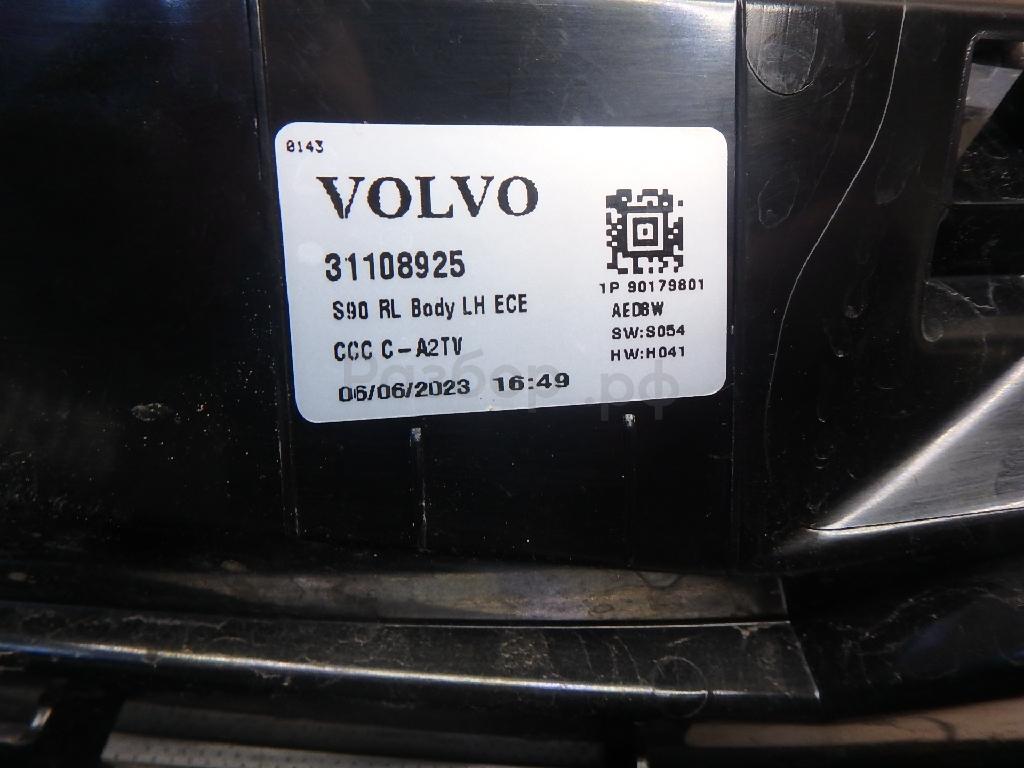 0143
VOLVO
31108925
S90 RL Body LH ECE
CCC C-A2TV
06/06/2023 16:49
1P 90179801
AEDBW
SW:S054
HW:H041
Разбор.рф